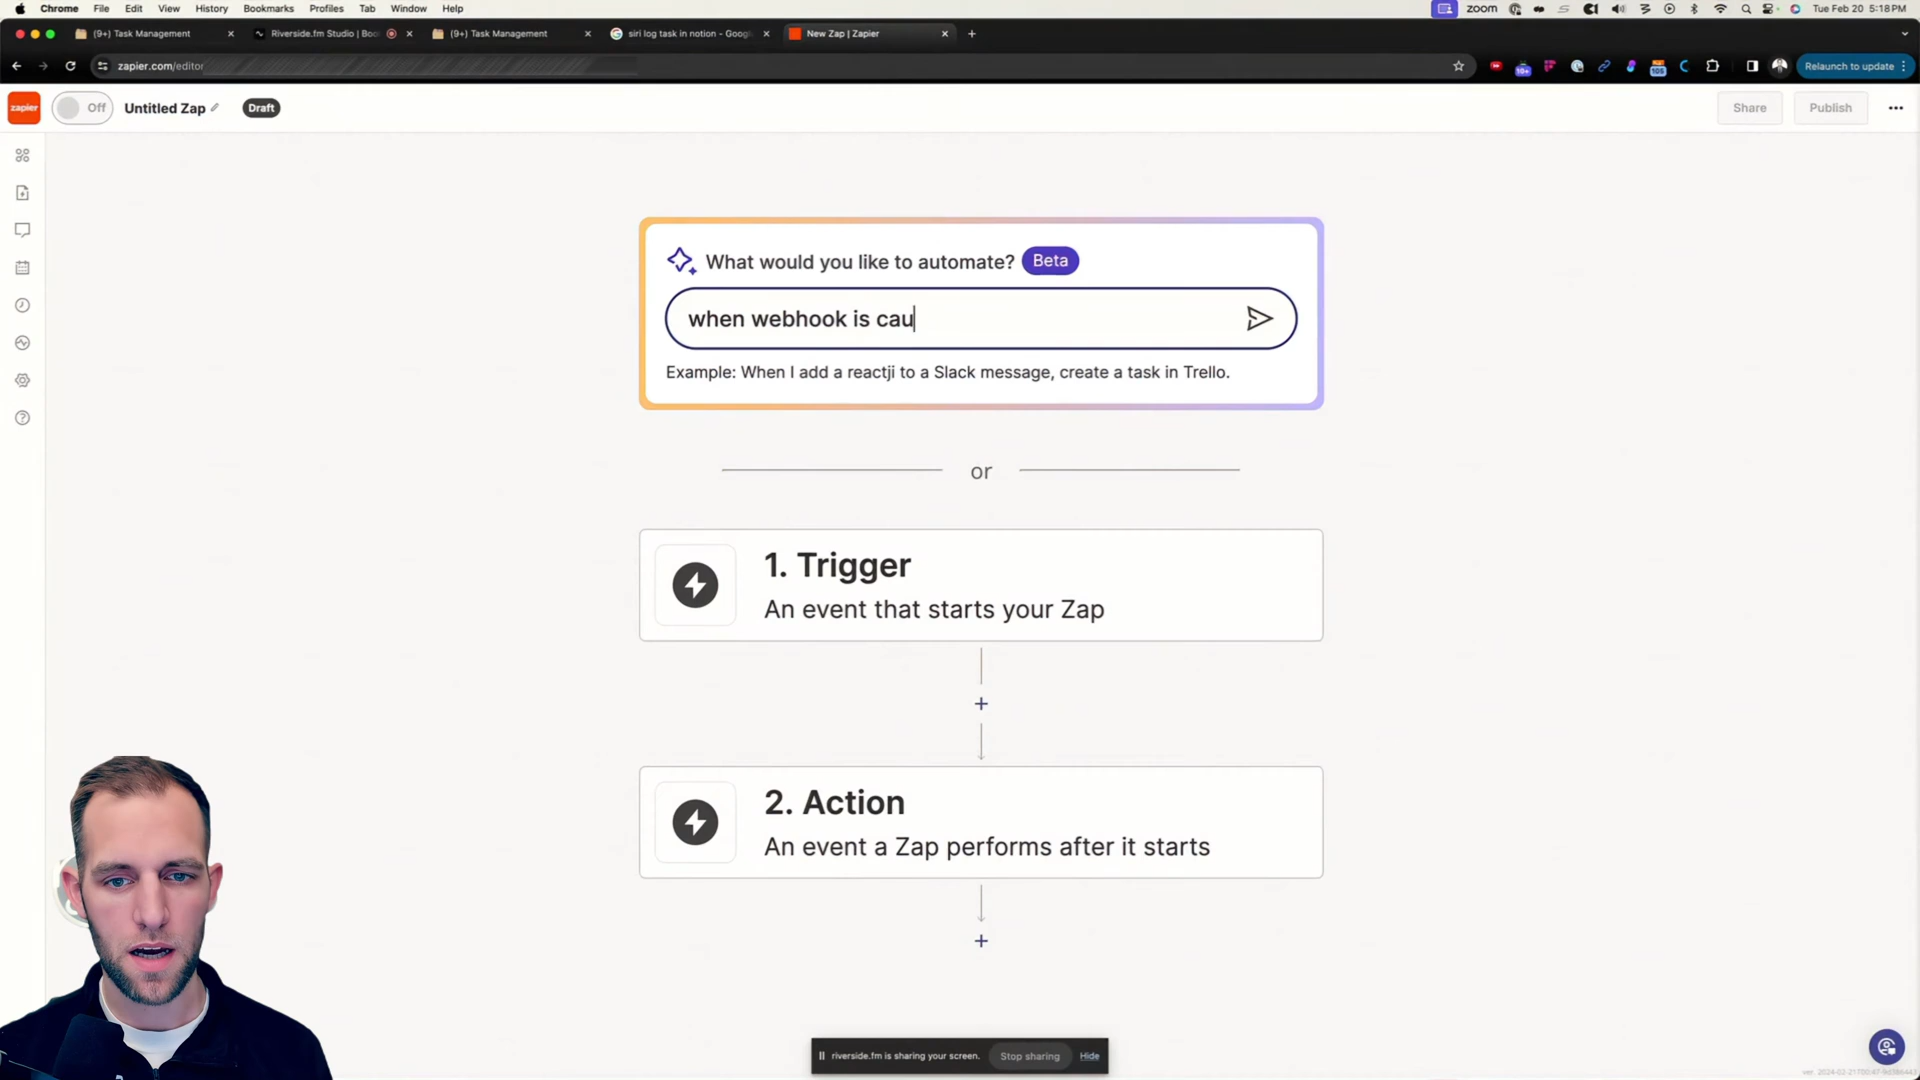 Chrome File Edit View History Bookmarks Profiles Tab Window Help
zoom
Tue Feb 20 5:18 PM
(9+) Task Management
Riverside.fm Studio | Boo
(9+) Task Management
siri log task in notion - Googl
New Zap | Zapier
zapier.com/editor
Relaunch to update
zapier
Off
Untitled Zap
Draft
Share
Publish
What would you like to automate?
Beta
when webhook is cau
Example: When I add a reactji to a Slack message, create a task in Trello.
or
1. Trigger
An event that starts your Zap
2. Action
An event a Zap performs after it starts
riverside.fm is sharing your screen.
Stop sharing
Hide